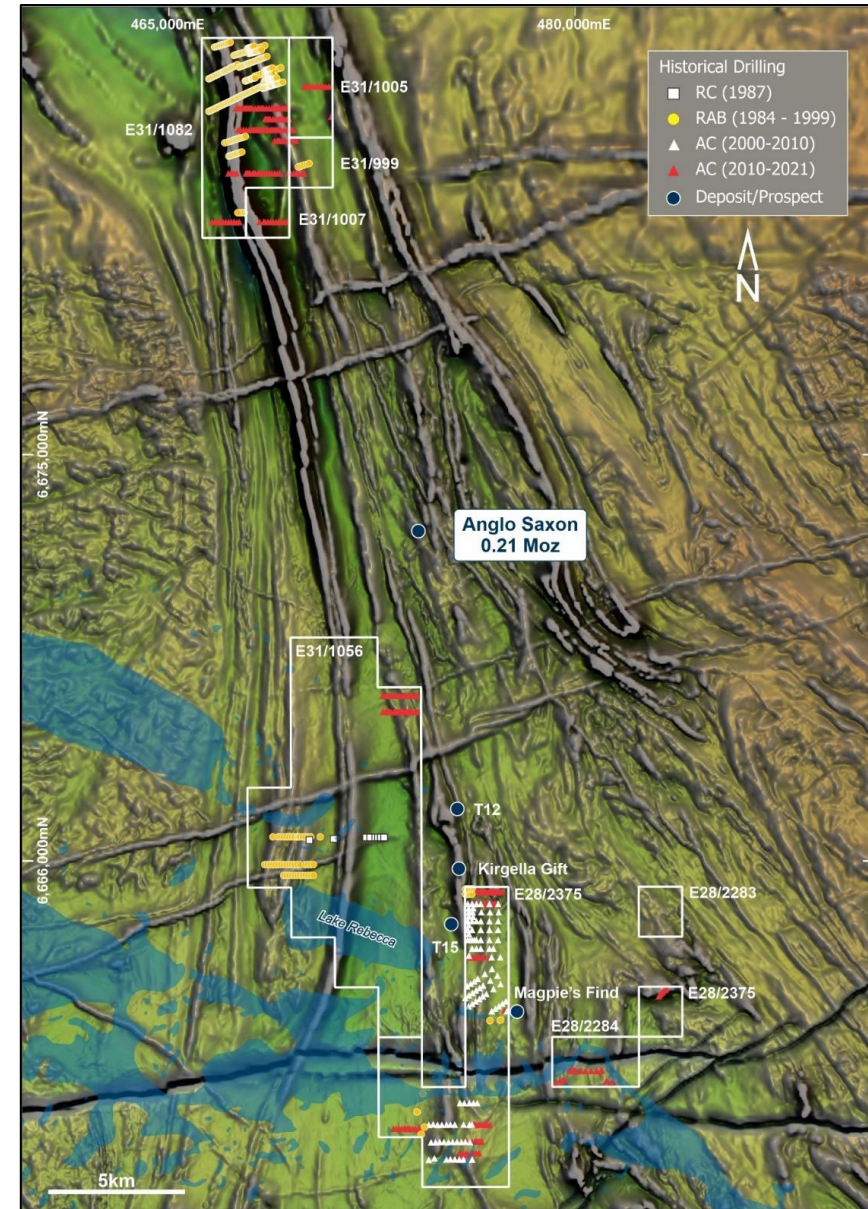 465,000mE
480,000mE
Historical Drilling
RC (1987)
RAB (1984 - 1999)
AC (2000-2010)
AC (2010-2021)
Deposit/Prospect
N
E31/1005
E31/1082
E31/999
E31/1007
6,675,000mN
Anglo Saxon
0.21 Moz
E31/1056
T12
6,666,000mN
Kirgella Gift
E28/2375
E28/2283
Lake Rebecca
T15
Magpie's Find
E28/2375
E28/2284
5km